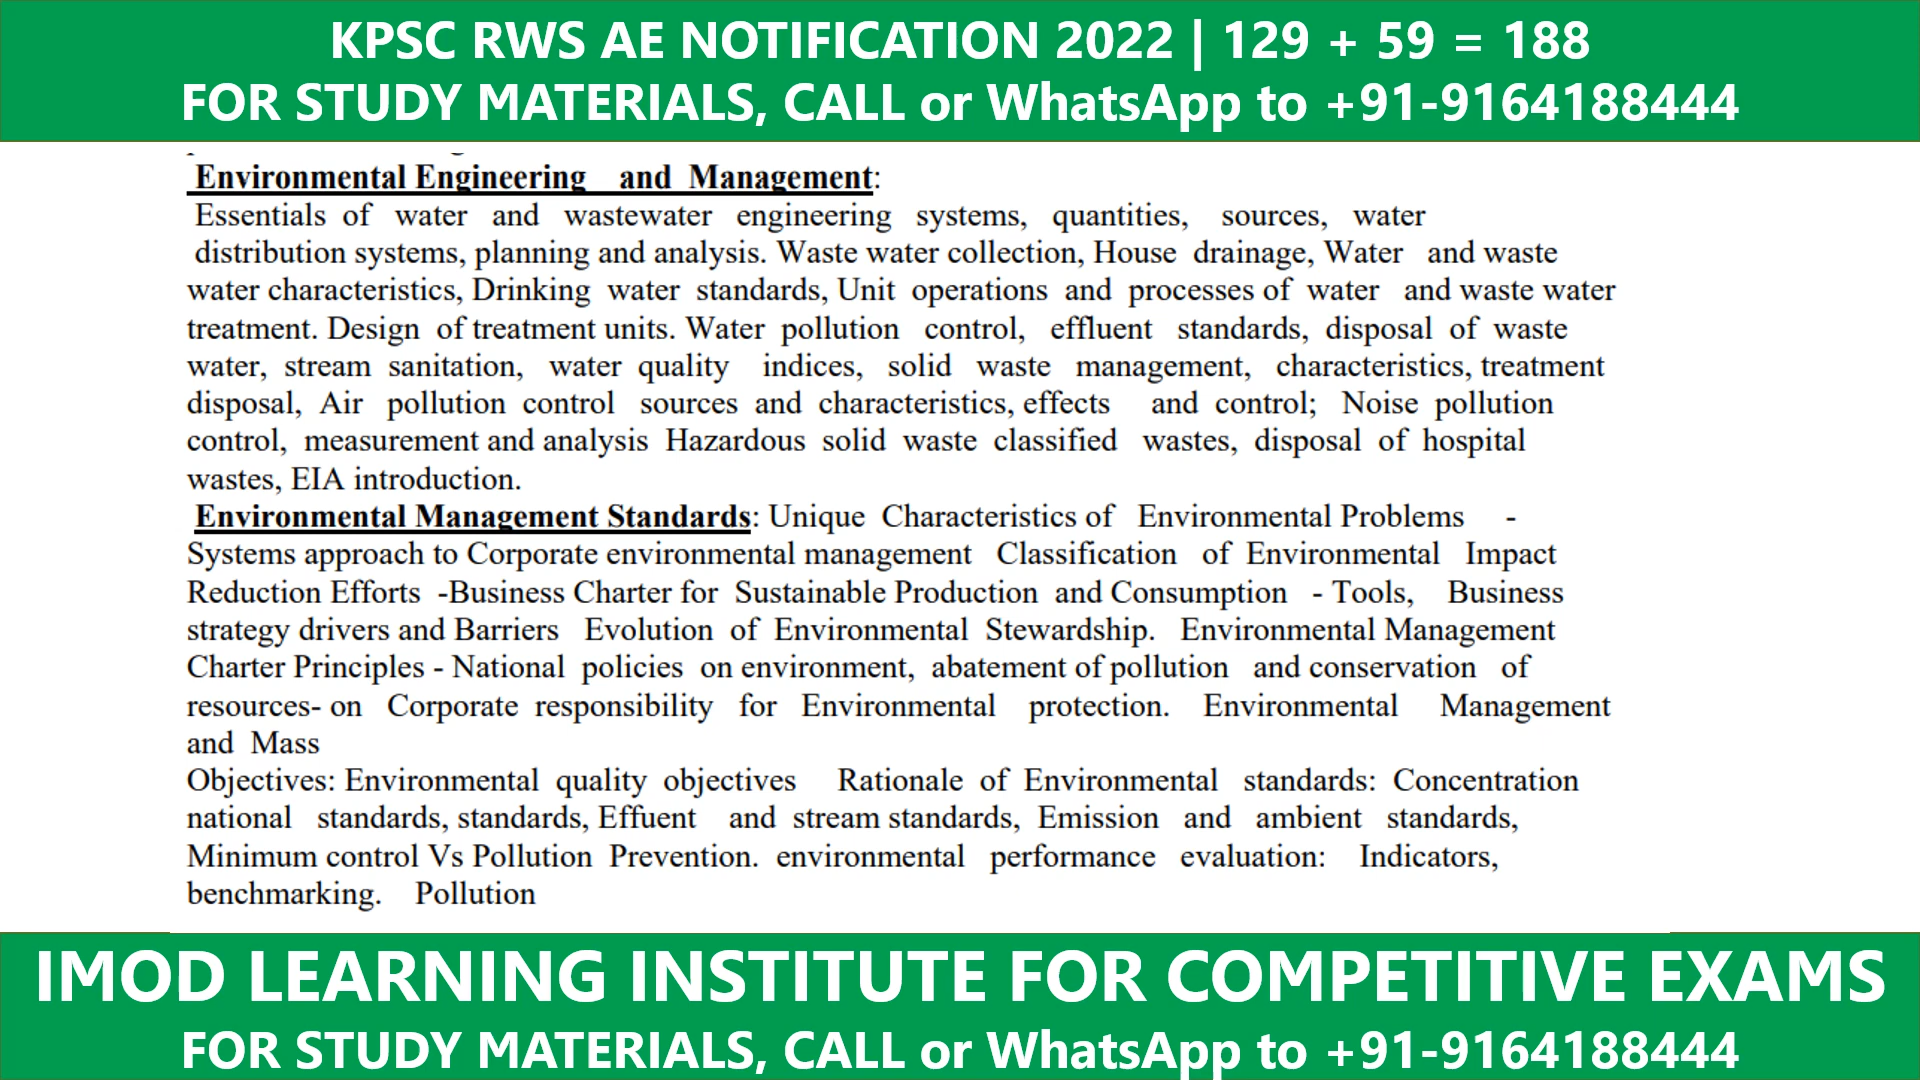 KPSC RWS AE NOTIFICATION 2022 | 129 + 59 = 188
FOR STUDY MATERIALS, CALL or WhatsApp to +91-9164188444
Environmental Engineering and Management:
Essentials of water and wastewater engineering systems, quantities, sources, water
distribution systems, planning and analysis. Waste water collection, House drainage, Water and waste
water characteristics, Drinking water standards, Unit operations and processes of water and waste water
treatment. Design of treatment units. Water pollution control, effluent standards, disposal of waste
water, stream sanitation, water quality indices, solid waste management, characteristics, treatment
disposal, Air pollution control sources and characteristics, effects and control; Noise pollution
control, measurement and analysis Hazardous solid waste classified wastes, disposal of hospital
wastes, EIA introduction.
Environmental Management Standards: Unique Characteristics of Environmental Problems -
Systems approach to Corporate environmental management Classification of Environmental Impact
Reduction Efforts -Business Charter for Sustainable Production and Consumption - Tools, Business
strategy drivers and Barriers Evolution of Environmental Stewardship. Environmental Management
Charter Principles - National policies on environment, abatement of pollution and conservation of
resources- on Corporate responsibility for Environmental protection. Environmental Management
and Mass
Objectives: Environmental quality objectives Rationale of Environmental standards: Concentration
national standards, standards, Effuent and stream standards, Emission and ambient standards,
Minimum control Vs Pollution Prevention. environmental performance evaluation: Indicators,
benchmarking. Pollution
IMOD LEARNING INSTITUTE FOR COMPETITIVE EXAMS
FOR STUDY MATERIALS, CALL or WhatsApp to +91-9164188444